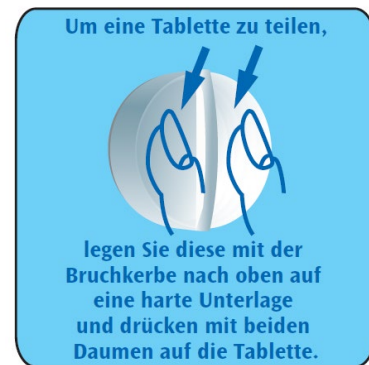 Um eine Tablette zu teilen,
legen Sie diese mit der
Bruchkerbe nach oben auf
eine harte Unterlage
und drücken mit beiden
Daumen auf die Tablette.